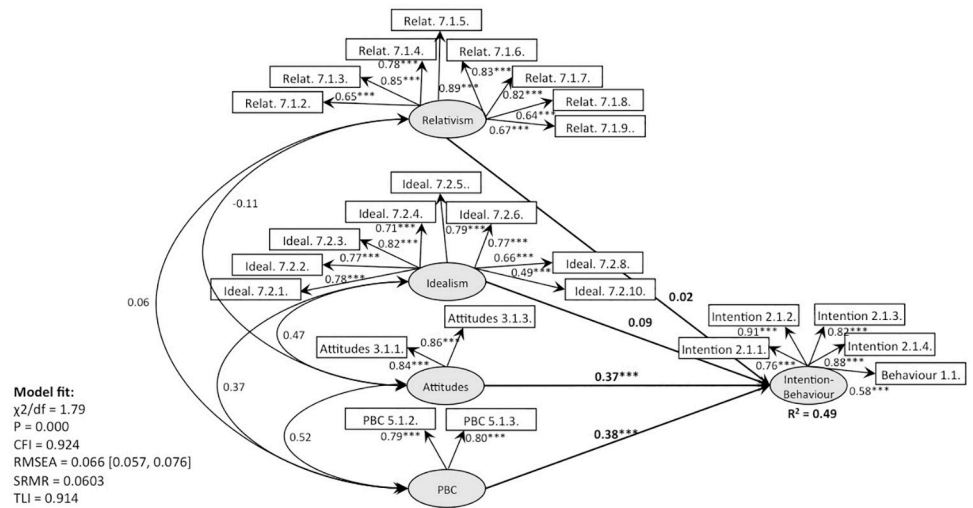 Relat. 7.1.5.
Relat. 7.1.4.
Relat. 7.1.6.
0.78***
0.83***
Relat. 7.1.3.
0.85***
0.89***
Relat. 7.1.7.
Relat. 7.1.2.
0.65***
0.82***
Relat. 7.1.8.
0.64***
Relativism
0.67***
Relat. 7.1.9..
-0.11
Ideal. 7.2.5..
Ideal. 7.2.4.
Ideal. 7.2.6.
0.71***
0.79***
Ideal. 7.2.3.
0.82***
0.77***
Ideal. 7.2.2.
0.77***
0.66***
Ideal. 7.2.8.
0.78***
0.49***
Ideal. 7.2.1.
Idealism
Ideal. 7.2.10.
0.06
0.02
0.09
Intention 2.1.2.
Intention 2.1.3.
0.91***
0.82***
Attitudes 3.1.3.
0.47
0.86***
Attitudes 3.1.1.
Intention 2.1.1.
Intention 2.1.4.
0.84***
0.76***
0.88***
Behaviour 1.1.
0.37
Attitudes
0.37***
Intention-
Behaviour
0.58***
R² = 0.49
PBC 5.1.2.
PBC 5.1.3.
0.52
0.79***
0.80***
0.38***
PBC
Model fit:
χ2/df = 1.79
P = 0.000
CFI = 0.924
RMSEA = 0.066 [0.057, 0.076]
SRMR = 0.0603
TLI = 0.914